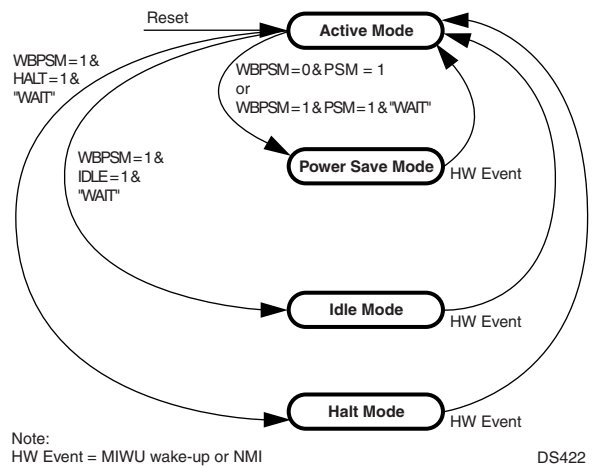 Reset
Active Mode
WBPSM=1&
HALT=1&
"WAIT"
WBPSM=0&PSM = 1
or
WBPSM=1&PSM=1&"WAIT"
WBPSM=1&
IDLE=1&
"WAIT"
Power Save Mode
HW Event
Idle Mode
HW Event
Halt Mode
HW Event
Note:
HW Event = MIWU wake-up or NMI
DS422